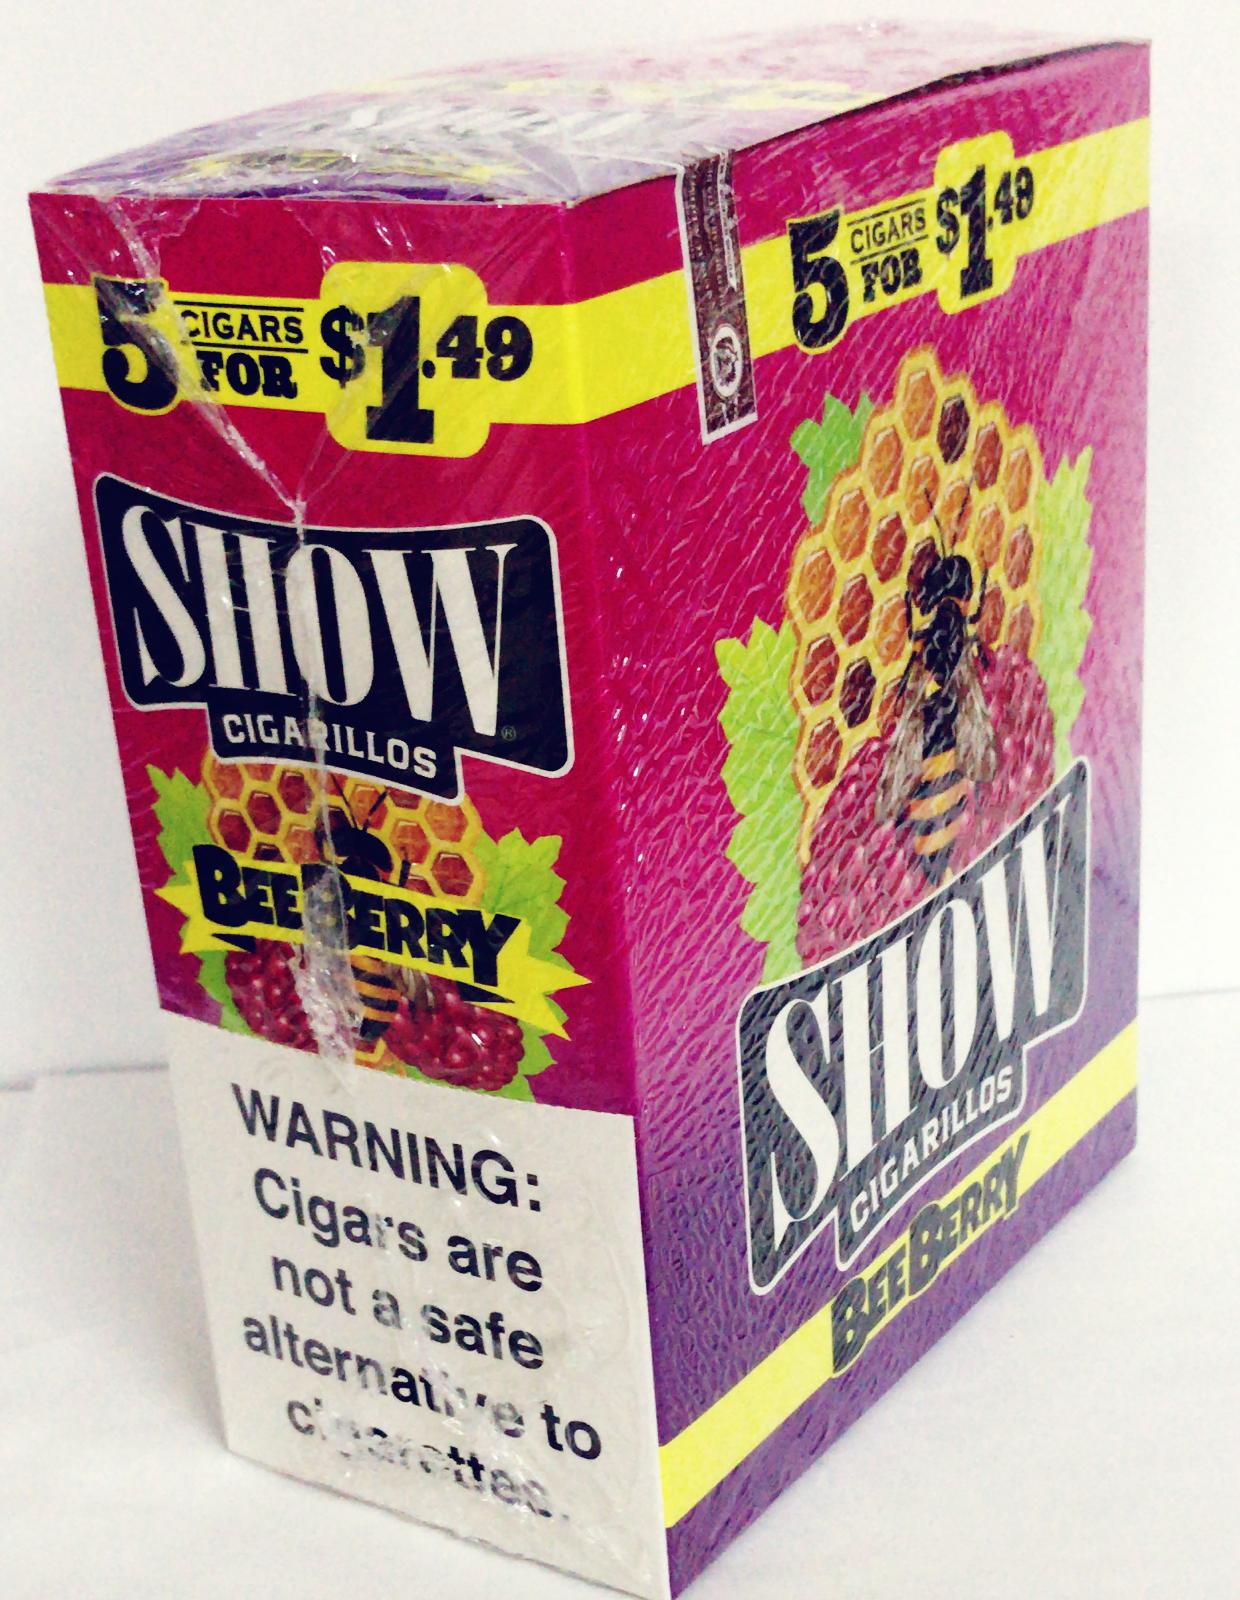 5 CIGARS FOR $1.49
SHOW®
CIGARILLOS
BEE BERRY
WARNING:
Cigars are
not a safe
alternative to
cigarettes.
5 CIGARS FOR $1.49
SHOW
CIGARILLOS
BEE BERRY